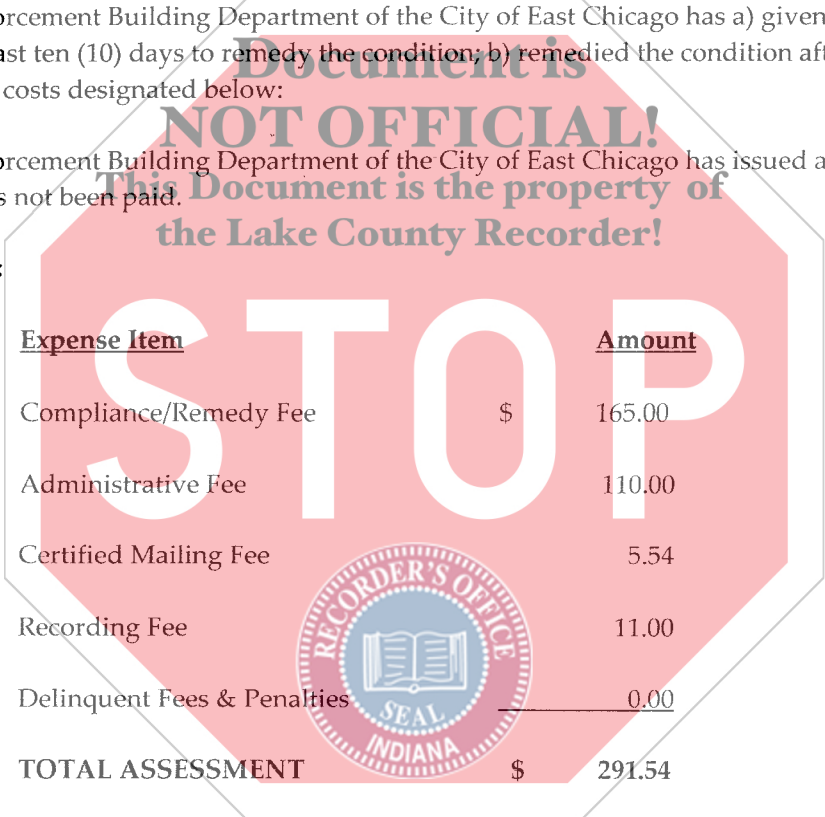 orcement Building Department of the City of East Chicago has a) given
ast ten (10) days to remedy the condition; b) remedied the condition aft
Document is
costs designated below:
NOT OFFICIAL!
orcement Building Department of the City of East Chicago has issued a
This Document is the property of
s not been paid.
the Lake County Recorder!
:
STOP
Expense Item Amount
Compliance/Remedy Fee $ 165.00
Administrative Fee 110.00
Certified Mailing Fee 5.54
Recording Fee 11.00
Delinquent Fees & Penalties 0.00
TOTAL ASSESSMENT $ 291.54
RECORDER'S OFFICE
SEAL
INDIANA